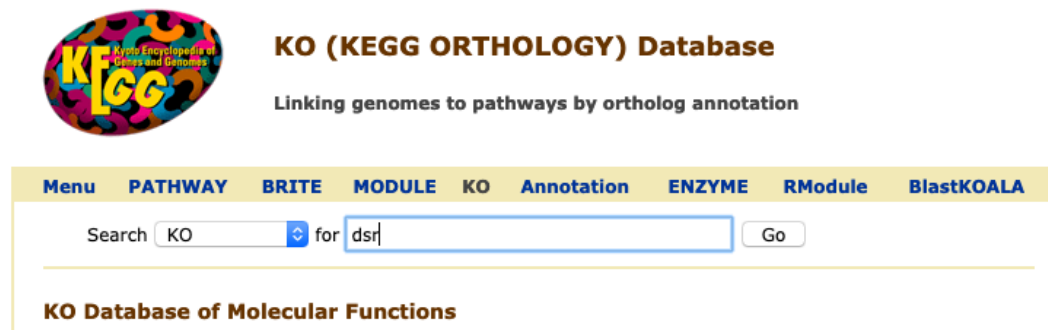 KEGG
Kyoto Encyclopedia of
Genes and Genomes
KO (KEGG ORTHOLOGY) Database
Linking genomes to pathways by ortholog annotation
Menu PATHWAY BRITE MODULE KO Annotation ENZYME RModule BlastKOALA
Search KO for dsr Go
KO Database of Molecular Functions